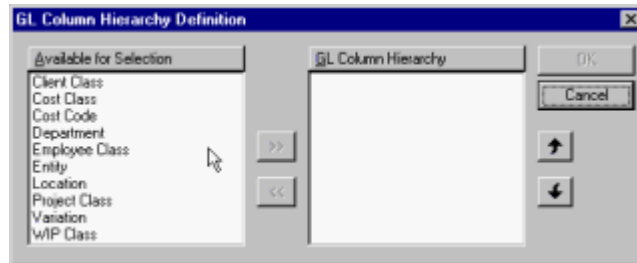 GL Column Hierarchy Definition
Available for Selection
GL Column Hierarchy
OK
Client Class
Cost Class
Cost Code
Department
Employee Class
Entity
Location
Project Class
Variation
WIP Class
>>
<<
Cancel